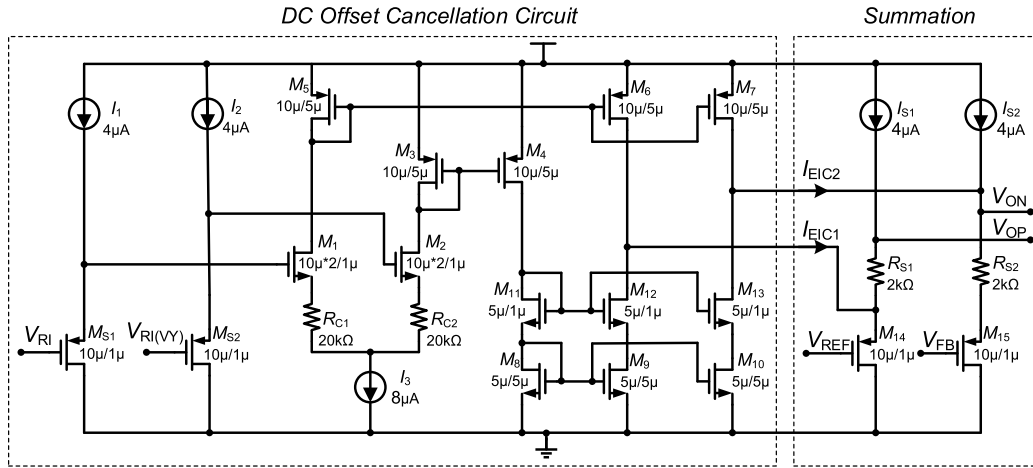 DC Offset Cancellation Circuit
Summation
I1
4μA
I2
4μA
M5
10μ/5μ
M3
10μ/5μ
M4
10μ/5μ
M6
10μ/5μ
M7
10μ/5μ
IS1
4μA
IS2
4μA
IEIC2
IEIC1
VON
VOP
M1
10μ*2/1μ
M2
10μ*2/1μ
RC1
20kΩ
RC2
20kΩ
M11
5μ/1μ
M12
5μ/1μ
M13
5μ/1μ
RS1
2kΩ
RS2
2kΩ
VRI
MS1
10μ/1μ
VRI(VY)
MS2
10μ/1μ
I3
8μA
M8
5μ/5μ
M9
5μ/5μ
M10
5μ/5μ
VREF
M14
10μ/1μ
VFB
M15
10μ/1μ